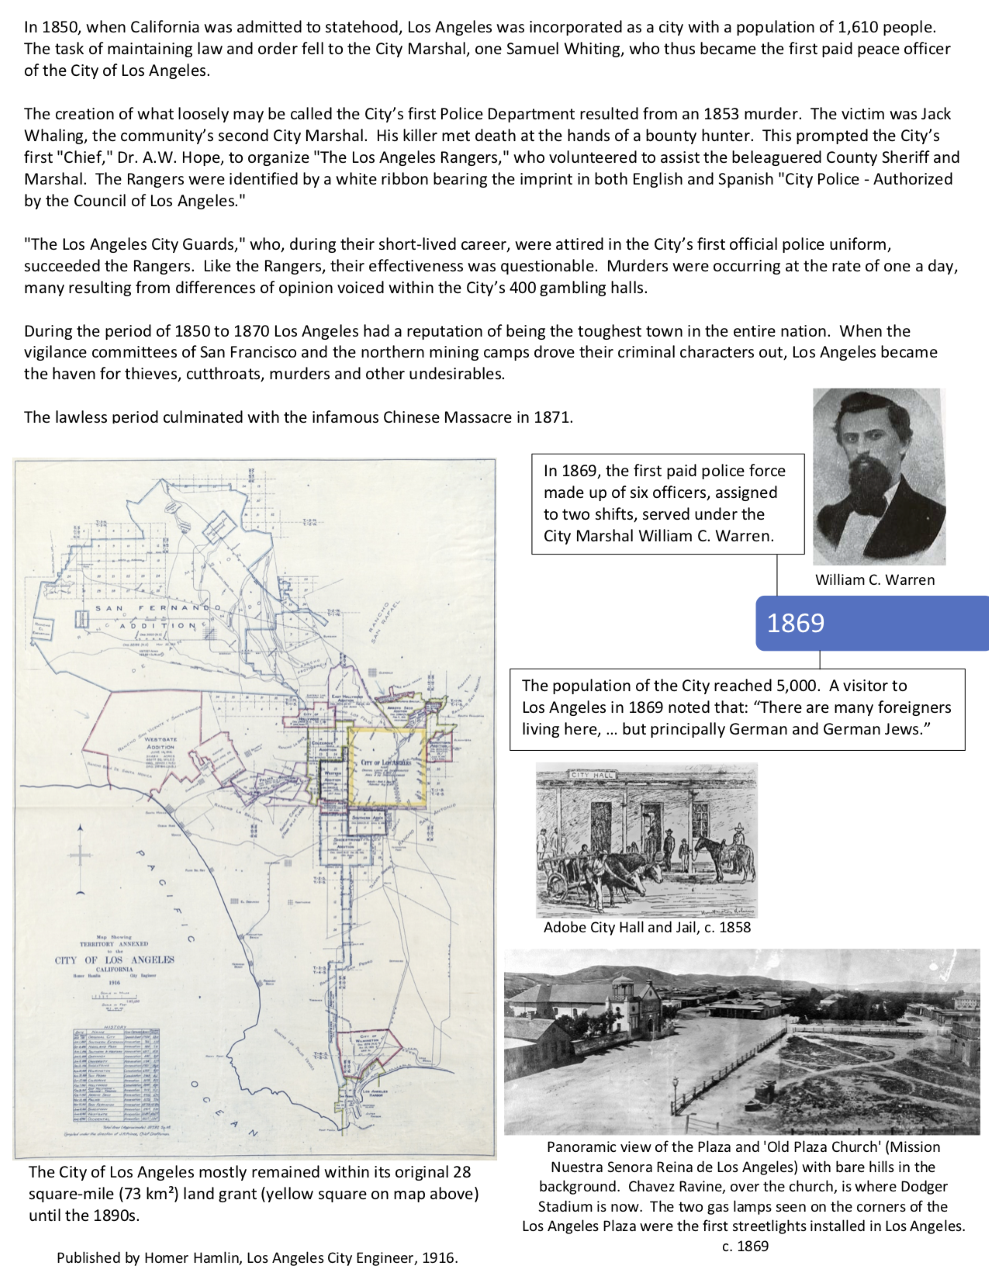 In 1850, when California was admitted to statehood, Los Angeles was incorporated as a city with a population of 1,610 people.
The task of maintaining law and order fell to the City Marshal, one Samuel Whiting, who thus became the first paid peace officer
of the City of Los Angeles.
The creation of what loosely may be called the City's first Police Department resulted from an 1853 murder. The victim was Jack
Whaling, the community's second City Marshal. His killer met death at the hands of a bounty hunter. This prompted the City's
first "Chief," Dr. A.W. Hope, to organize "The Los Angeles Rangers," who volunteered to assist the beleaguered County Sheriff and
Marshal. The Rangers were identified by a white ribbon bearing the imprint in both English and Spanish "City Police - Authorized
by the Council of Los Angeles."
"The Los Angeles City Guards," who, during their short-lived career, were attired in the City's first official police uniform,
succeeded the Rangers. Like the Rangers, their effectiveness was questionable. Murders were occurring at the rate of one a day,
many resulting from differences of opinion voiced within the City's 400 gambling halls.
During the period of 1850 to 1870 Los Angeles had a reputation of being the toughest town in the entire nation. When the
vigilance committees of San Francisco and the northern mining camps drove their criminal characters out, Los Angeles became
the haven for thieves, cutthroats, murders and other undesirables.
The lawless period culminated with the infamous Chinese Massacre in 1871.
In 1869, the first paid police force
made up of six officers, assigned
to two shifts, served under the
City Marshal William C. Warren.
William C. Warren
1869
The population of the City reached 5,000. A visitor to
Los Angeles in 1869 noted that: "There are many foreigners
living here, ... but principally German and German Jews."
CITY HALL
Adobe City Hall and Jail, c. 1858
Panoramic view of the Plaza and 'Old Plaza Church' (Mission
Nuestra Senora Reina de Los Angeles) with bare hills in the
background. Chavez Ravine, over the church, is where Dodger
Stadium is now. The two gas lamps seen on the corners of the
Los Angeles Plaza were the first streetlights installed in Los Angeles.
c. 1869
SAN FERNANDO
ADDITION
RANCHO
SAN RAFAEL
WESTGATE
ADDITION
CITY OF LOS ANGELES
PACIFIC
OCEAN
Map Showing
TERRITORY ANNEXED
to the
CITY OF LOS ANGELES
CALIFORNIA
City Engineer
1916
HISTORY
The City of Los Angeles mostly remained within its original 28
square-mile (73 km²) land grant (yellow square on map above)
until the 1890s.
Published by Homer Hamlin, Los Angeles City Engineer, 1916.